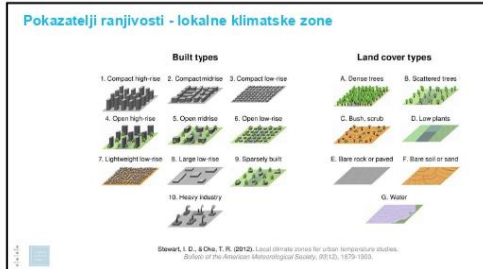 Pokazatelji ranjivosti - lokalne klimatske zone
Built types
1. Compact high-rise 2. Compact midrise 3. Compact low-rise
4. Open high-rise 5. Open midrise 6. Open low-rise
7. Lightweight low-rise 8. Large low-rise 9. Sparsely built
10. Heavy industry
Land cover types
A. Dense trees B. Scattered trees
C. Bush, scrub D. Low plants
E. Bare rock or paved F. Bare soil or sand
G. Water
Stewart, I. D., & Oke, T. R. (2012). Local climate zones for urban temperature studies.
Bulletin of the American Meteorological Society, 93(12), 1879-1900.